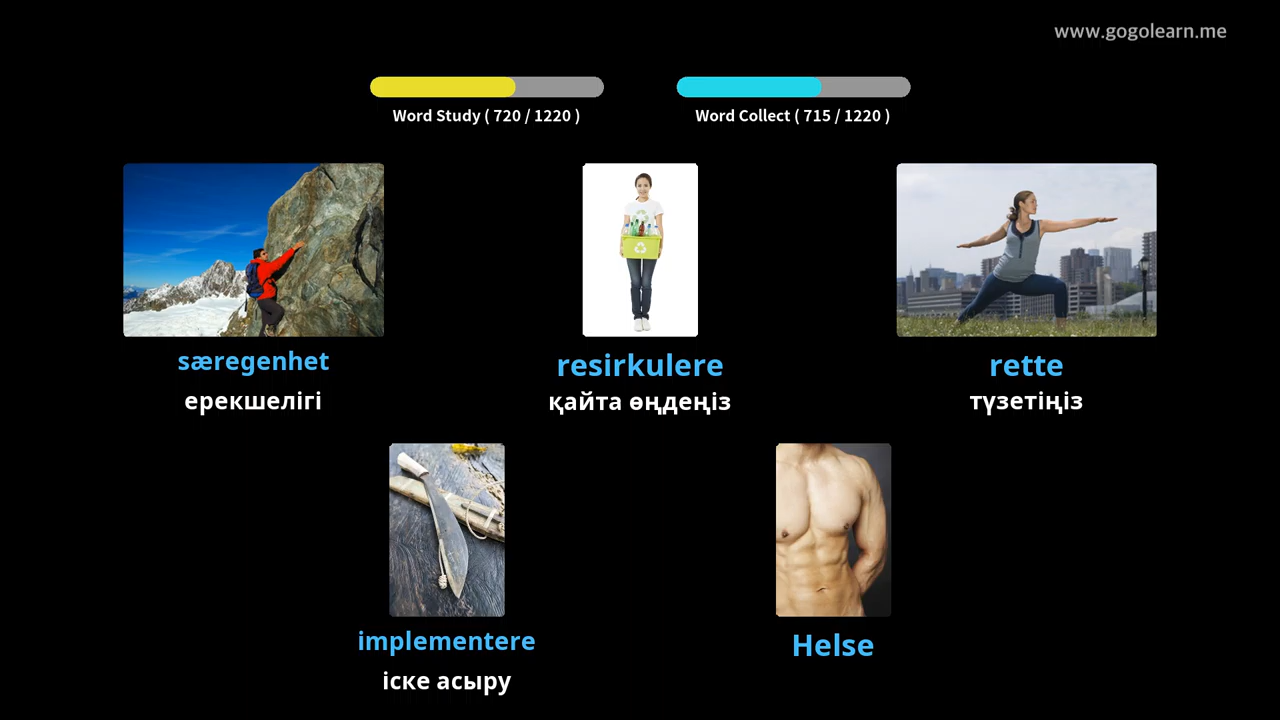 www.gogolearn.me
Word Study ( 720 / 1220 )
Word Collect ( 715 / 1220 )
særegenhet
ерекшелігі
resirkulere
қайта өңдеңіз
rette
түзетіңіз
implementere
іске асыру
Helse